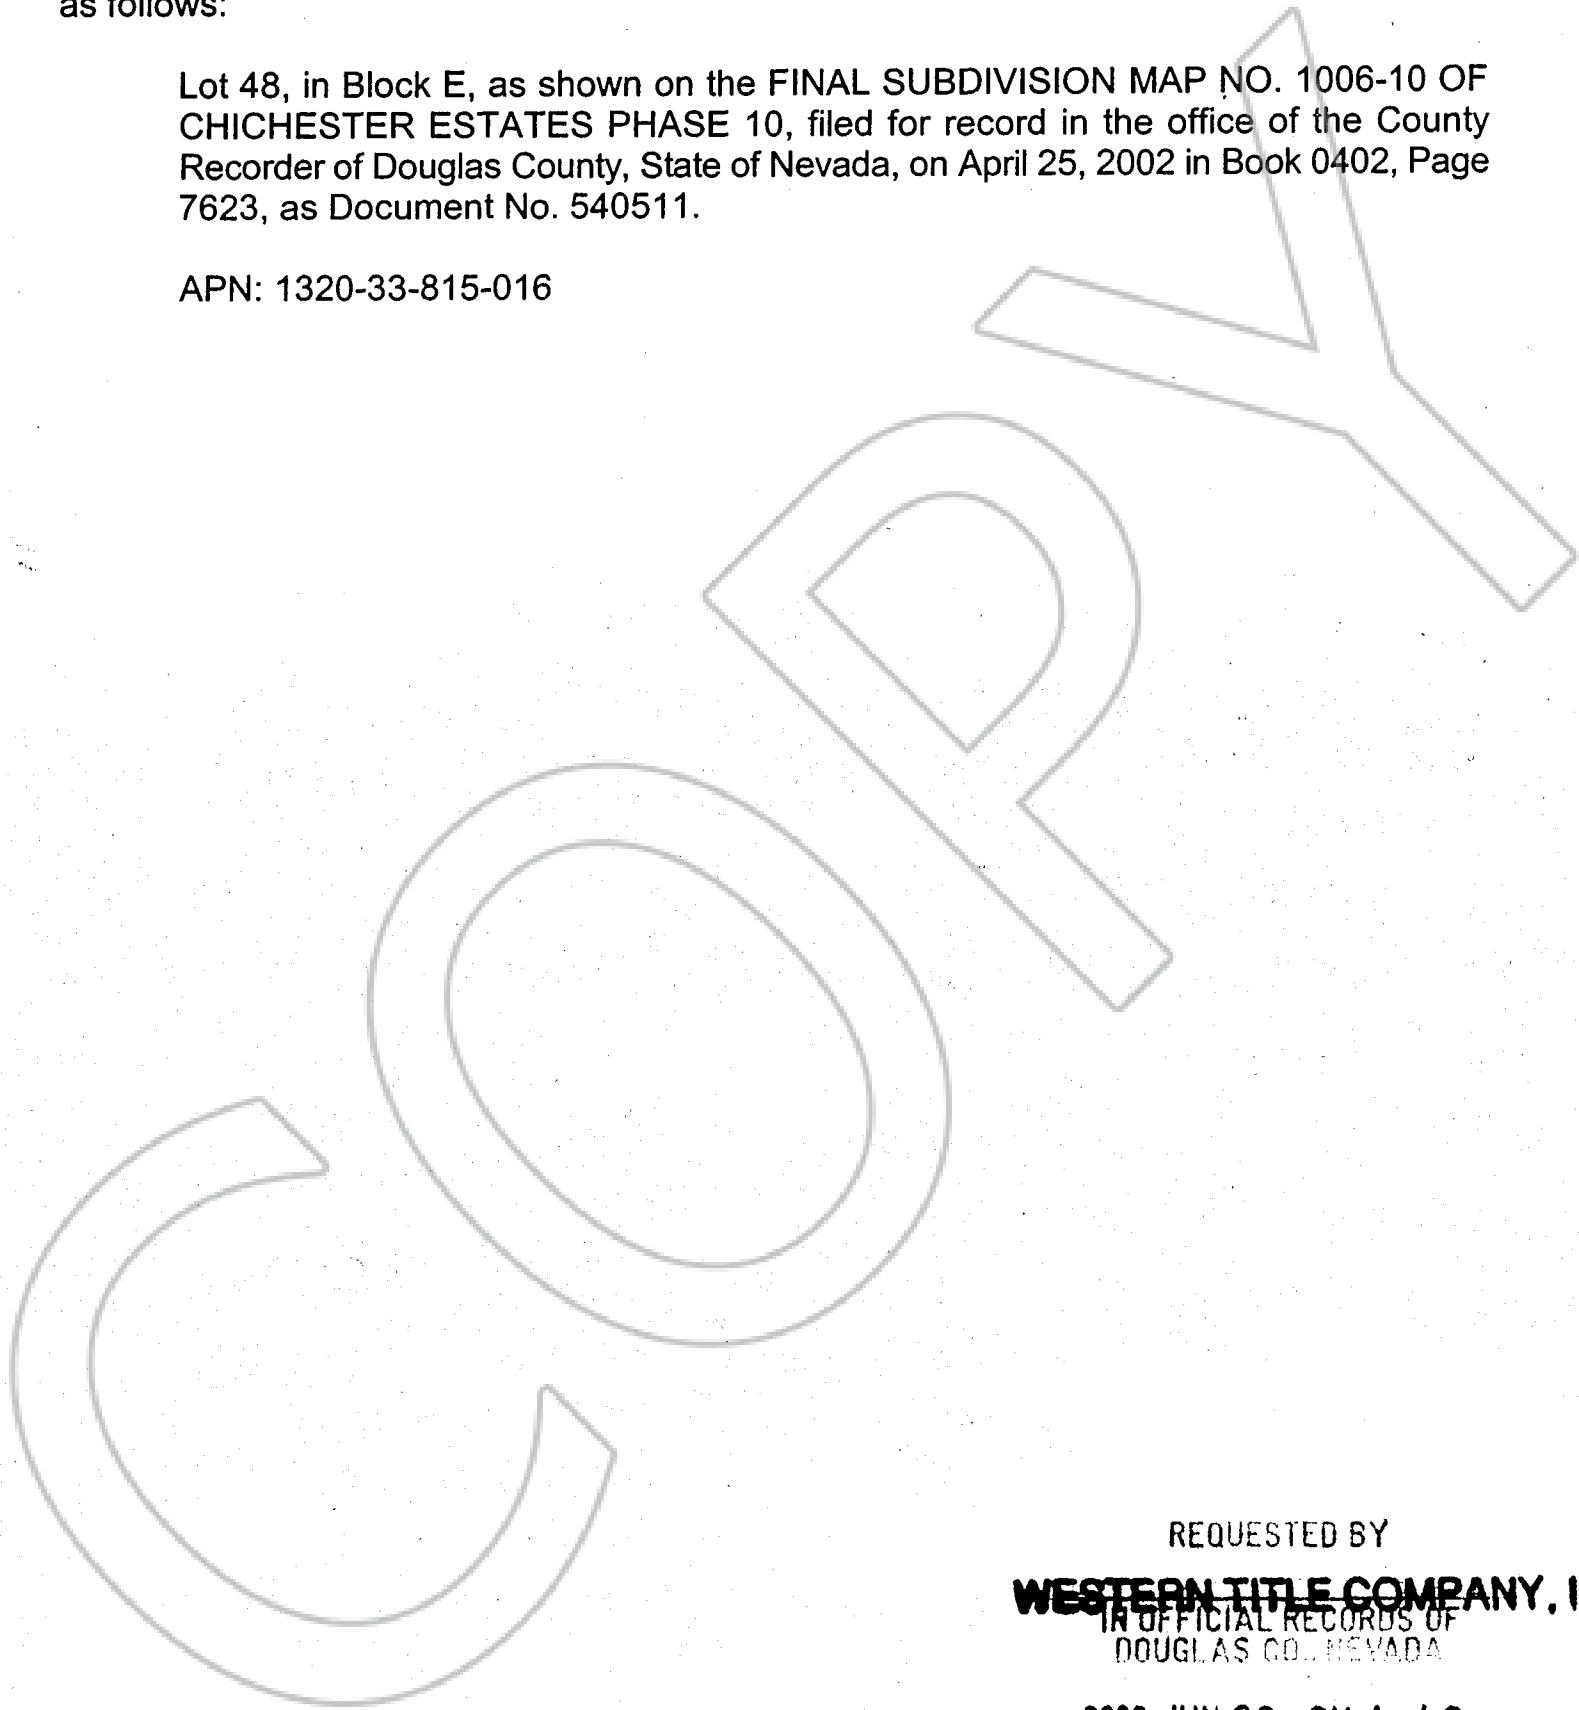 as follows:
Lot 48, in Block E, as shown on the FINAL SUBDIVISION MAP NO. 1006-10 OF
CHICHESTER ESTATES PHASE 10, filed for record in the office of the County
Recorder of Douglas County, State of Nevada, on April 25, 2002 in Book 0402, Page
7623, as Document No. 540511.
APN: 1320-33-815-016
COPY
REQUESTED BY
WESTERN TITLE COMPANY, I
IN OFFICIAL RECORDS OF
DOUGLAS CO., NEVADA